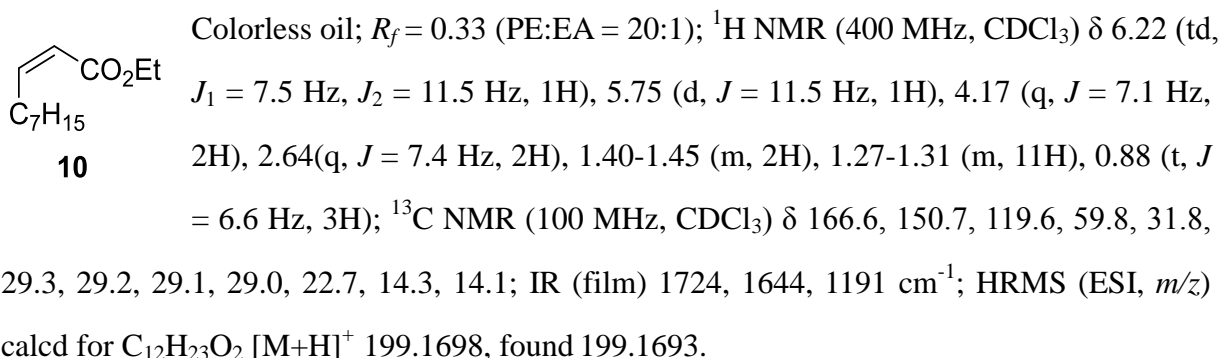 Colorless oil; R_f = 0.33 (PE:EA = 20:1); ¹H NMR (400 MHz, CDCl₃) δ 6.22 (td,
CO₂Et
J₁ = 7.5 Hz, J₂ = 11.5 Hz, 1H), 5.75 (d, J = 11.5 Hz, 1H), 4.17 (q, J = 7.1 Hz,
C₇H₁₅
2H), 2.64(q, J = 7.4 Hz, 2H), 1.40-1.45 (m, 2H), 1.27-1.31 (m, 11H), 0.88 (t, J
10
= 6.6 Hz, 3H); ¹³C NMR (100 MHz, CDCl₃) δ 166.6, 150.7, 119.6, 59.8, 31.8,
29.3, 29.2, 29.1, 29.0, 22.7, 14.3, 14.1; IR (film) 1724, 1644, 1191 cm⁻¹; HRMS (ESI, m/z)
calcd for C₁₂H₂₃O₂ [M+H]⁺ 199.1698, found 199.1693.